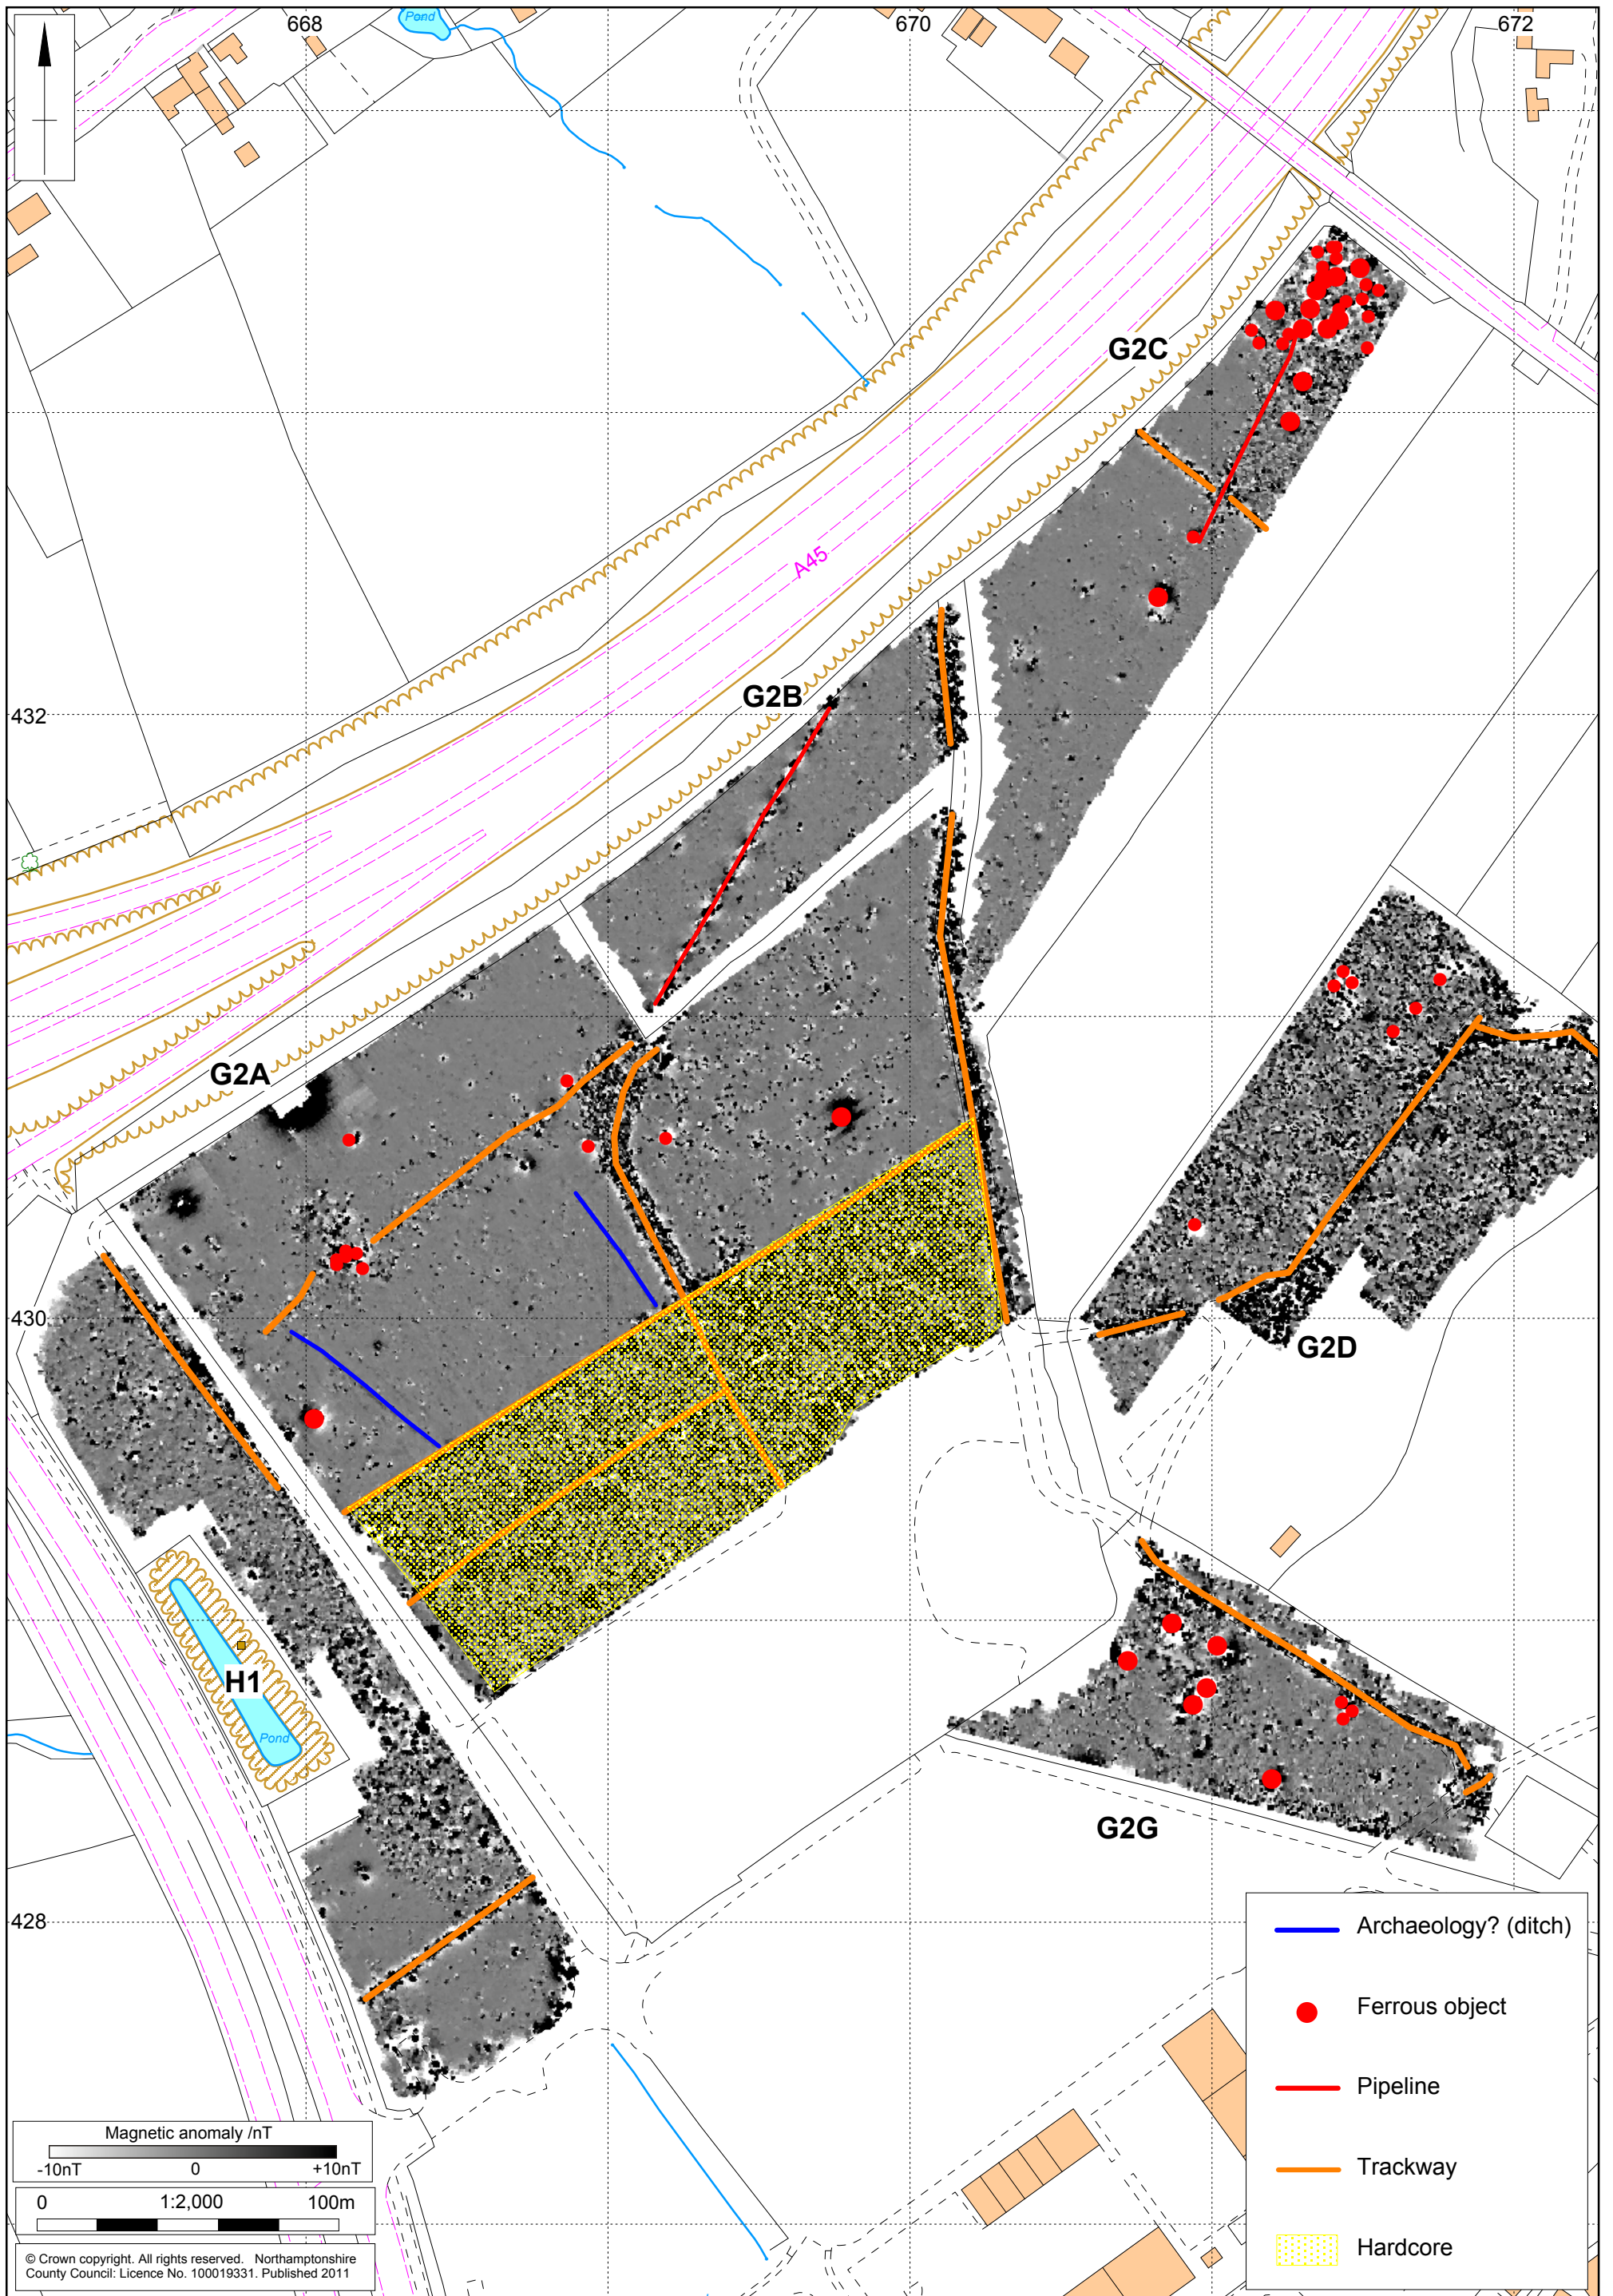 Pond
668
670
672
G2C
A45
G2B
432
G2A
430
G2D
H1
Pond
G2G
428
Archaeology? (ditch)
Ferrous object
Pipeline
Trackway
Hardcore
Magnetic anomaly /nT
-10nT 0 +10nT
0 1:2,000 100m
© Crown copyright. All rights reserved. Northamptonshire
County Council: Licence No. 100019331. Published 2011